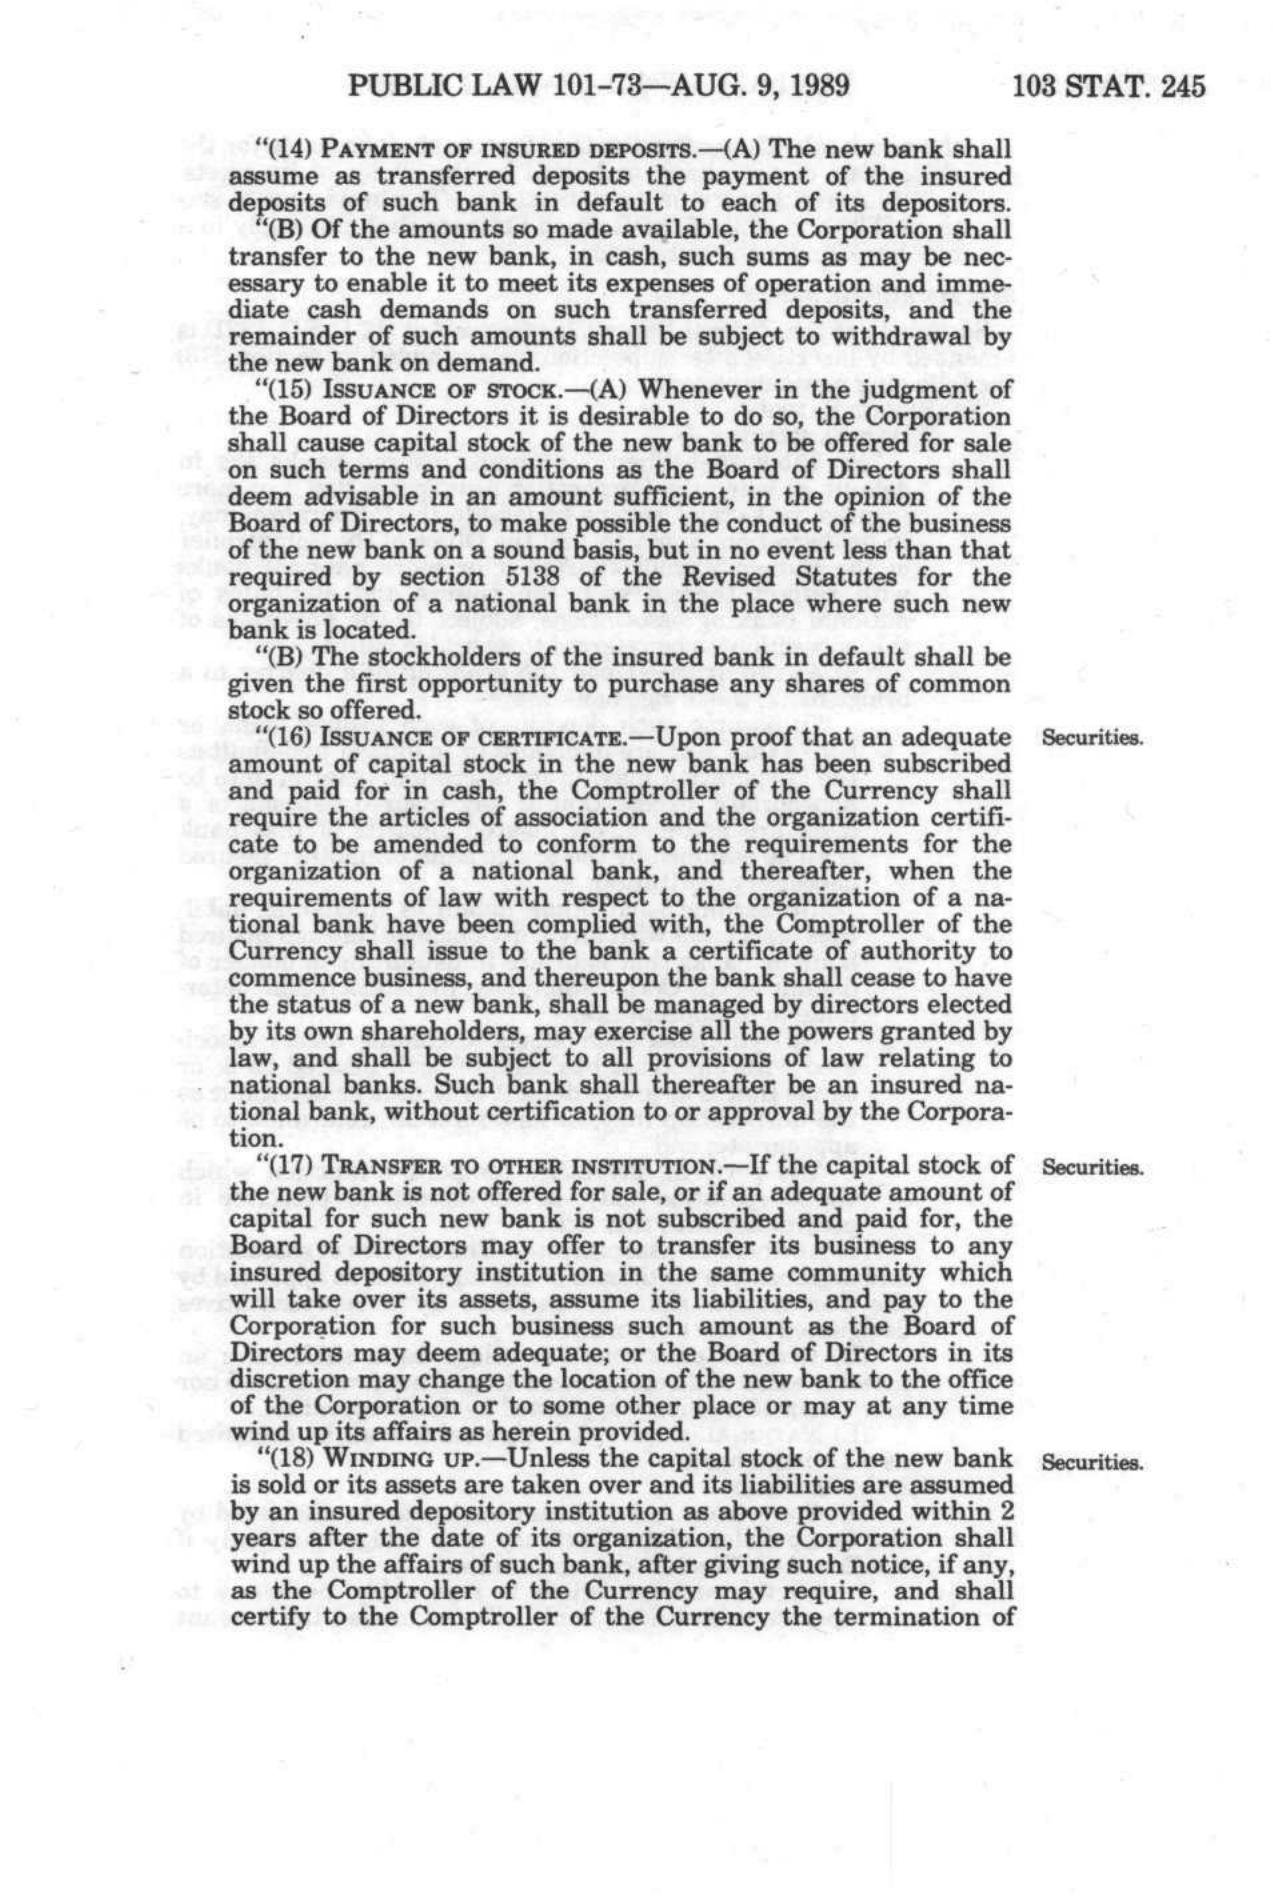 PUBLIC LAW 101–73—AUG. 9, 1989 103 STAT. 245
“(14) PAYMENT OF INSURED DEPOSITS.—(A) The new bank shall
assume as transferred deposits the payment of the insured
deposits of such bank in default to each of its depositors.
“(B) Of the amounts so made available, the Corporation shall
transfer to the new bank, in cash, such sums as may be nec-
essary to enable it to meet its expenses of operation and imme-
diate cash demands on such transferred deposits, and the
remainder of such amounts shall be subject to withdrawal by
the new bank on demand.
“(15) ISSUANCE OF STOCK.—(A) Whenever in the judgment of
the Board of Directors it is desirable to do so, the Corporation
shall cause capital stock of the new bank to be offered for sale
on such terms and conditions as the Board of Directors shall
deem advisable in an amount sufficient, in the opinion of the
Board of Directors, to make possible the conduct of the business
of the new bank on a sound basis, but in no event less than that
required by section 5138 of the Revised Statutes for the
organization of a national bank in the place where such new
bank is located.
“(B) The stockholders of the insured bank in default shall be
given the first opportunity to purchase any shares of common
stock so offered.
“(16) ISSUANCE OF CERTIFICATE.—Upon proof that an adequate Securities.
amount of capital stock in the new bank has been subscribed
and paid for in cash, the Comptroller of the Currency shall
require the articles of association and the organization certifi-
cate to be amended to conform to the requirements for the
organization of a national bank, and thereafter, when the
requirements of law with respect to the organization of a na-
tional bank have been complied with, the Comptroller of the
Currency shall issue to the bank a certificate of authority to
commence business, and thereupon the bank shall cease to have
the status of a new bank, shall be managed by directors elected
by its own shareholders, may exercise all the powers granted by
law, and shall be subject to all provisions of law relating to
national banks. Such bank shall thereafter be an insured na-
tional bank, without certification to or approval by the Corpora-
tion.
“(17) TRANSFER TO OTHER INSTITUTION.—If the capital stock of Securities.
the new bank is not offered for sale, or if an adequate amount of
capital for such new bank is not subscribed and paid for, the
Board of Directors may offer to transfer its business to any
insured depository institution in the same community which
will take over its assets, assume its liabilities, and pay to the
Corporation for such business such amount as the Board of
Directors may deem adequate; or the Board of Directors in its
discretion may change the location of the new bank to the office
of the Corporation or to some other place or may at any time
wind up its affairs as herein provided.
“(18) WINDING UP.—Unless the capital stock of the new bank Securities.
is sold or its assets are taken over and its liabilities are assumed
by an insured depository institution as above provided within 2
years after the date of its organization, the Corporation shall
wind up the affairs of such bank, after giving such notice, if any,
as the Comptroller of the Currency may require, and shall
certify to the Comptroller of the Currency the termination of